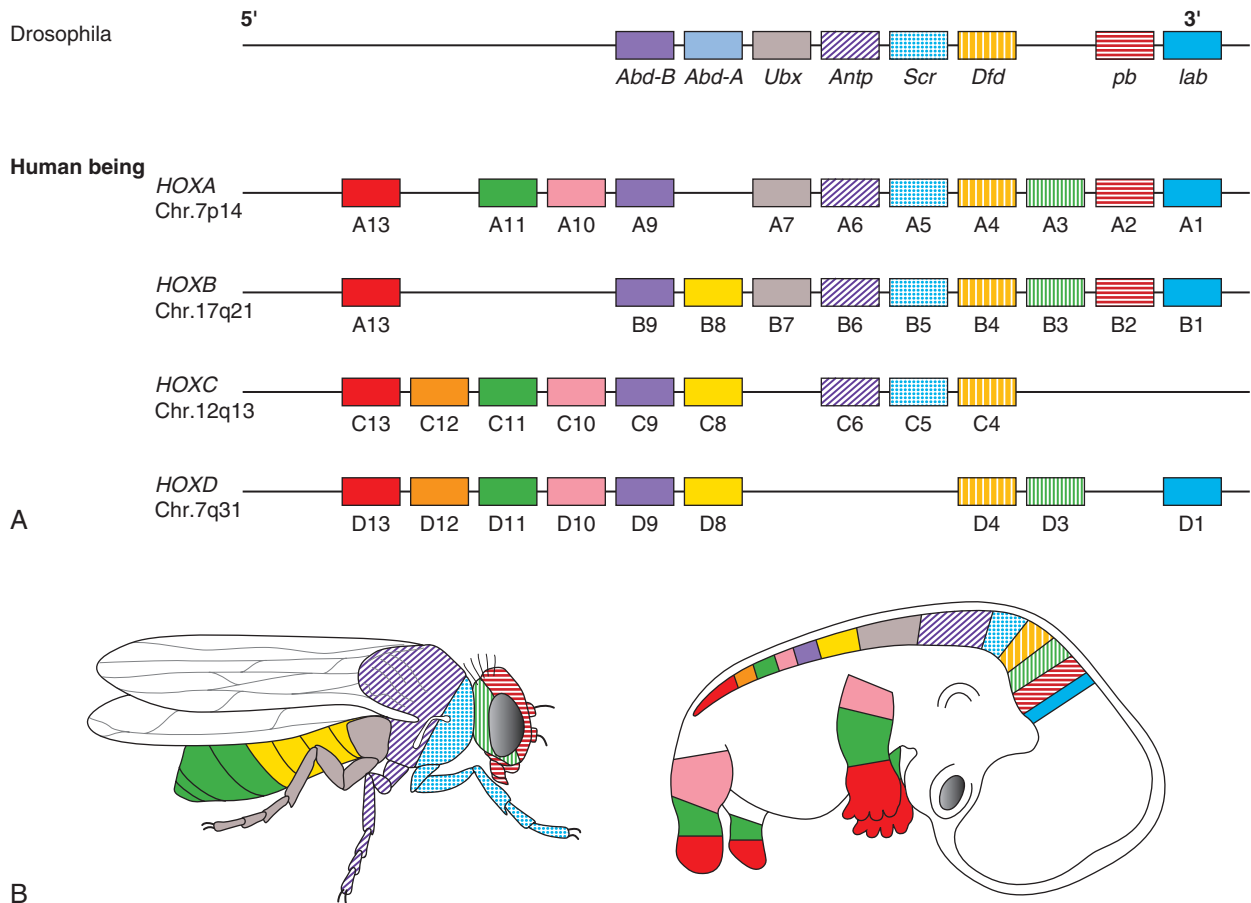 5' 3'
Drosophila
Abd-B Abd-A Ubx Antp Scr Dfd pb lab
Human being
HOXA
Chr.7p14
A13 A11 A10 A9 A7 A6 A5 A4 A3 A2 A1
HOXB
Chr.17q21
A13 B9 B8 B7 B6 B5 B4 B3 B2 B1
HOXC
Chr.12q13
C13 C12 C11 C10 C9 C8 C6 C5 C4
HOXD
Chr.7q31
D13 D12 D11 D10 D9 D8 D4 D3 D1
A
B